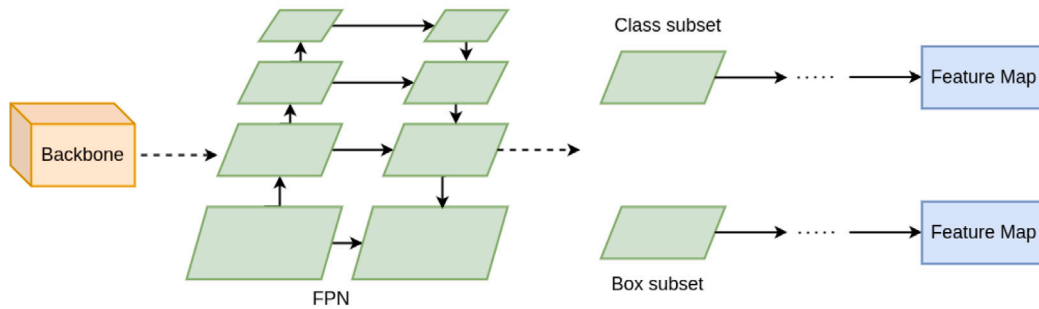 Class subset
Feature Map
Backbone
Feature Map
Box subset
FPN